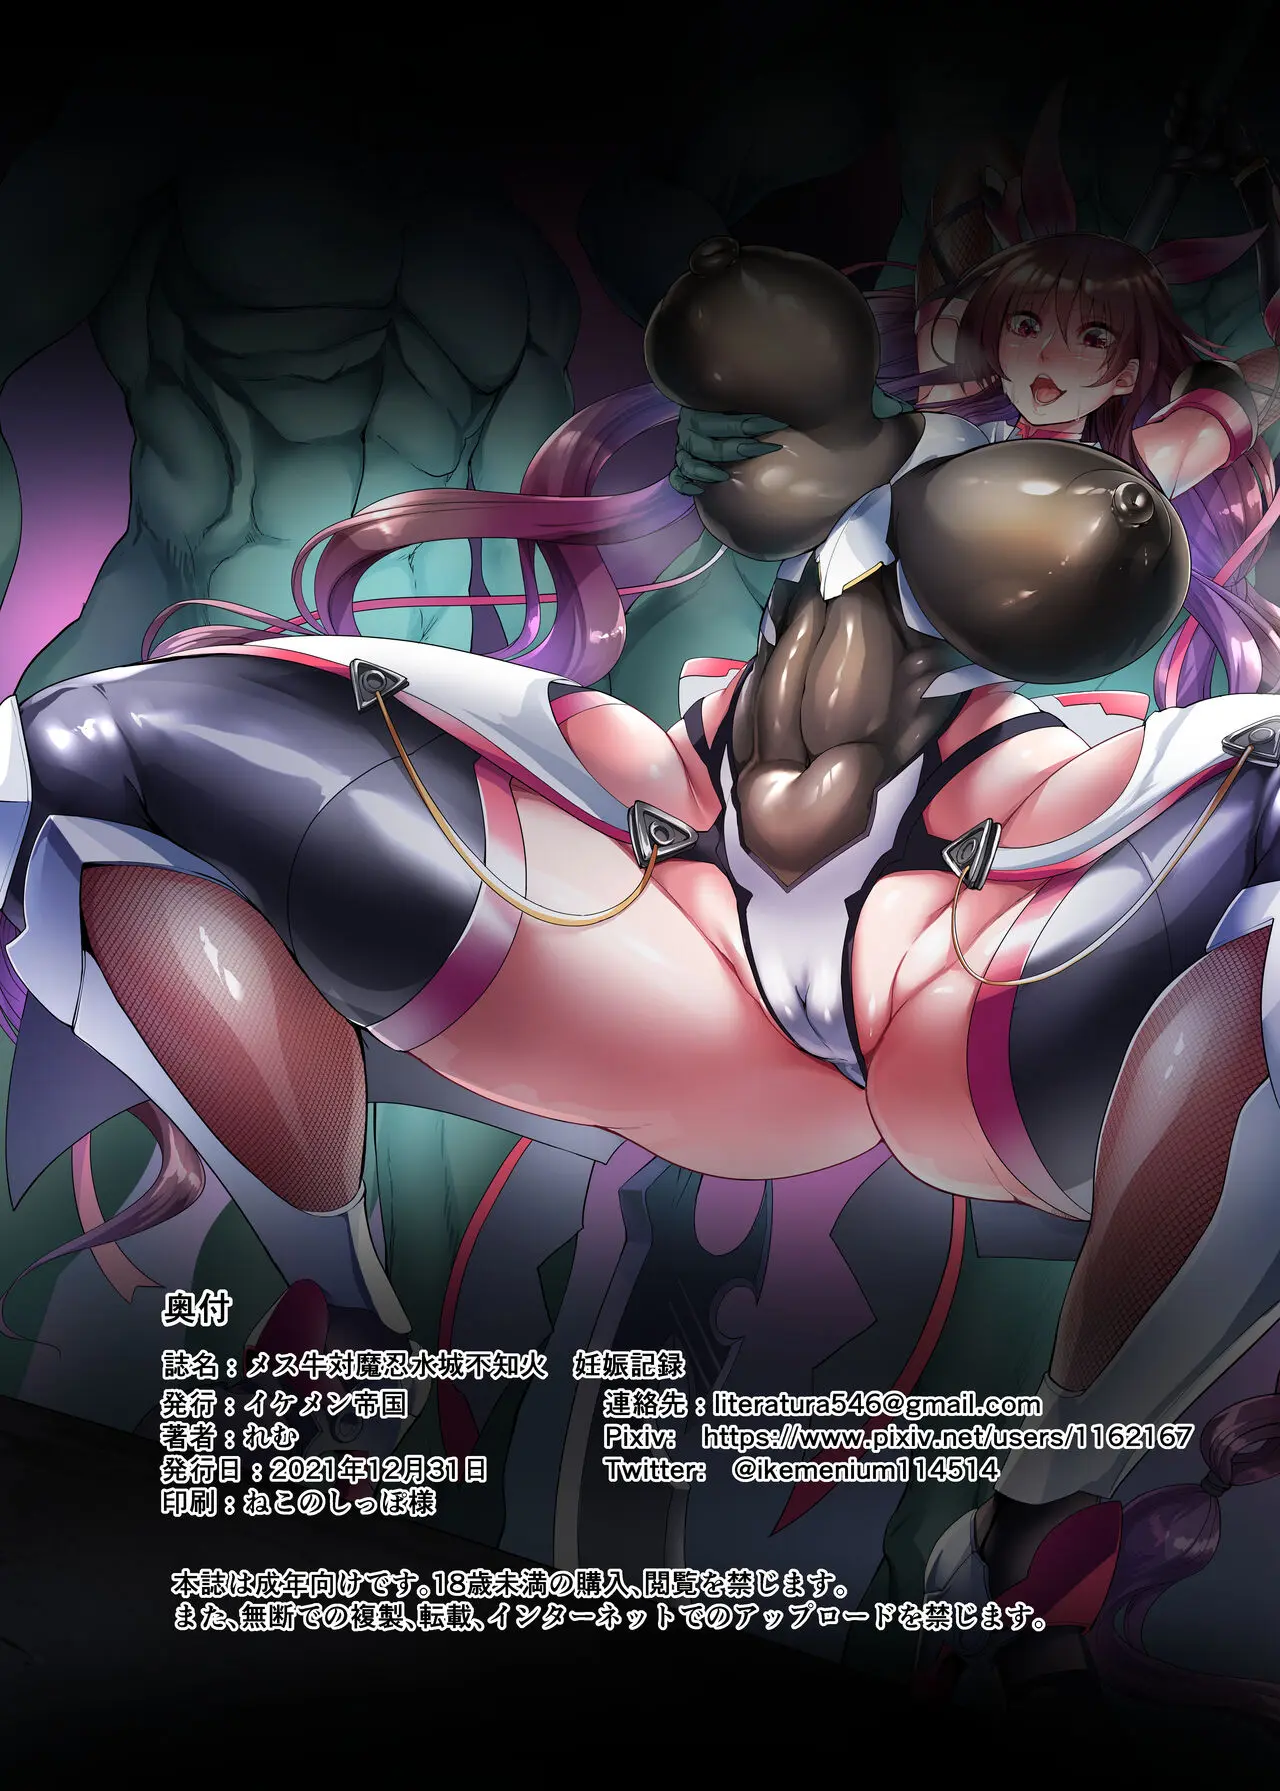 奥付
誌名：メス牛対魔忍水城不知火　妊娠記録
発行：イケメン帝国
著者：れむ
発行日：2021年12月31日
印刷：ねこのしっぽ様
連絡先：literatura546@gmail.com
Pixiv:　https://www.pixiv.net/users/1162167
Twitter:　@ikemenium114514
本誌は成年向けです。18歳未満の購入、閲覧を禁じます。
また、無断での複製、転載、インターネットでのアップロードを禁じます。